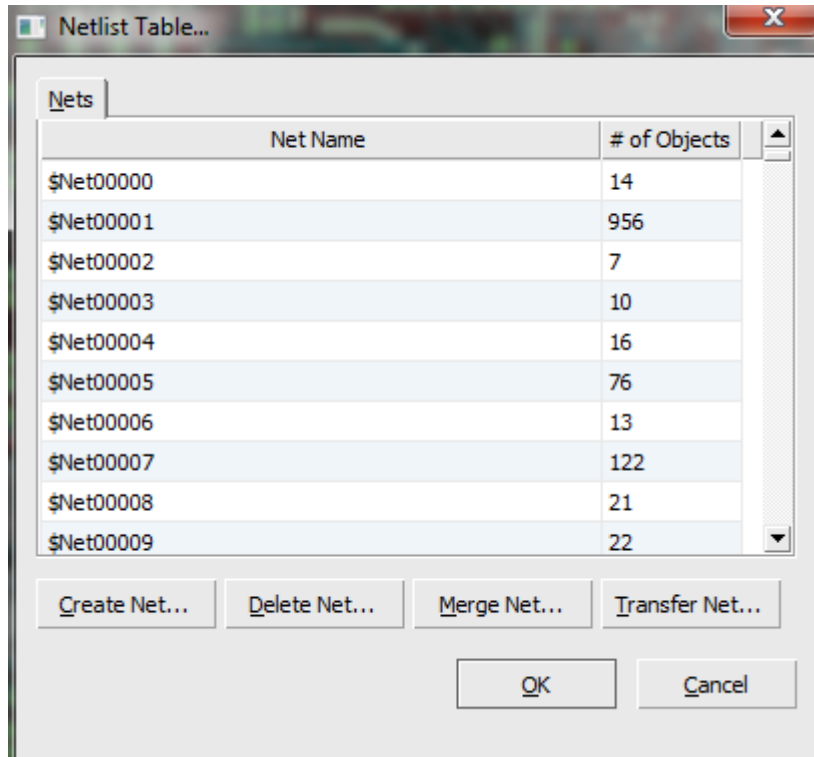 Netlist Table...
Nets
Net Name # of Objects
$Net00000 14
$Net00001 956
$Net00002 7
$Net00003 10
$Net00004 16
$Net00005 76
$Net00006 13
$Net00007 122
$Net00008 21
$Net00009 22
Create Net... Delete Net... Merge Net... Transfer Net...
OK Cancel